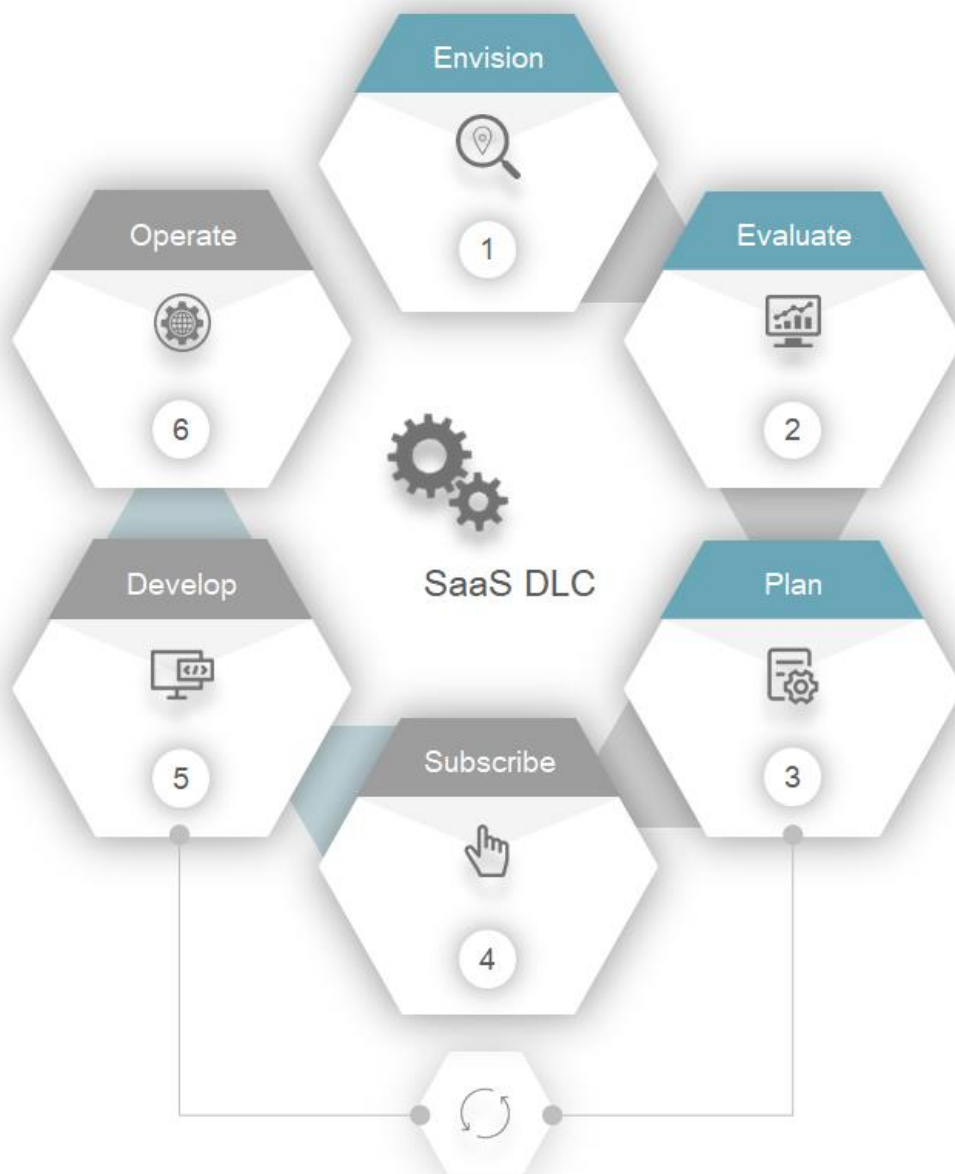 Envision
1
Evaluate
2
Plan
3
Subscribe
4
Develop
5
Operate
6
SaaS DLC